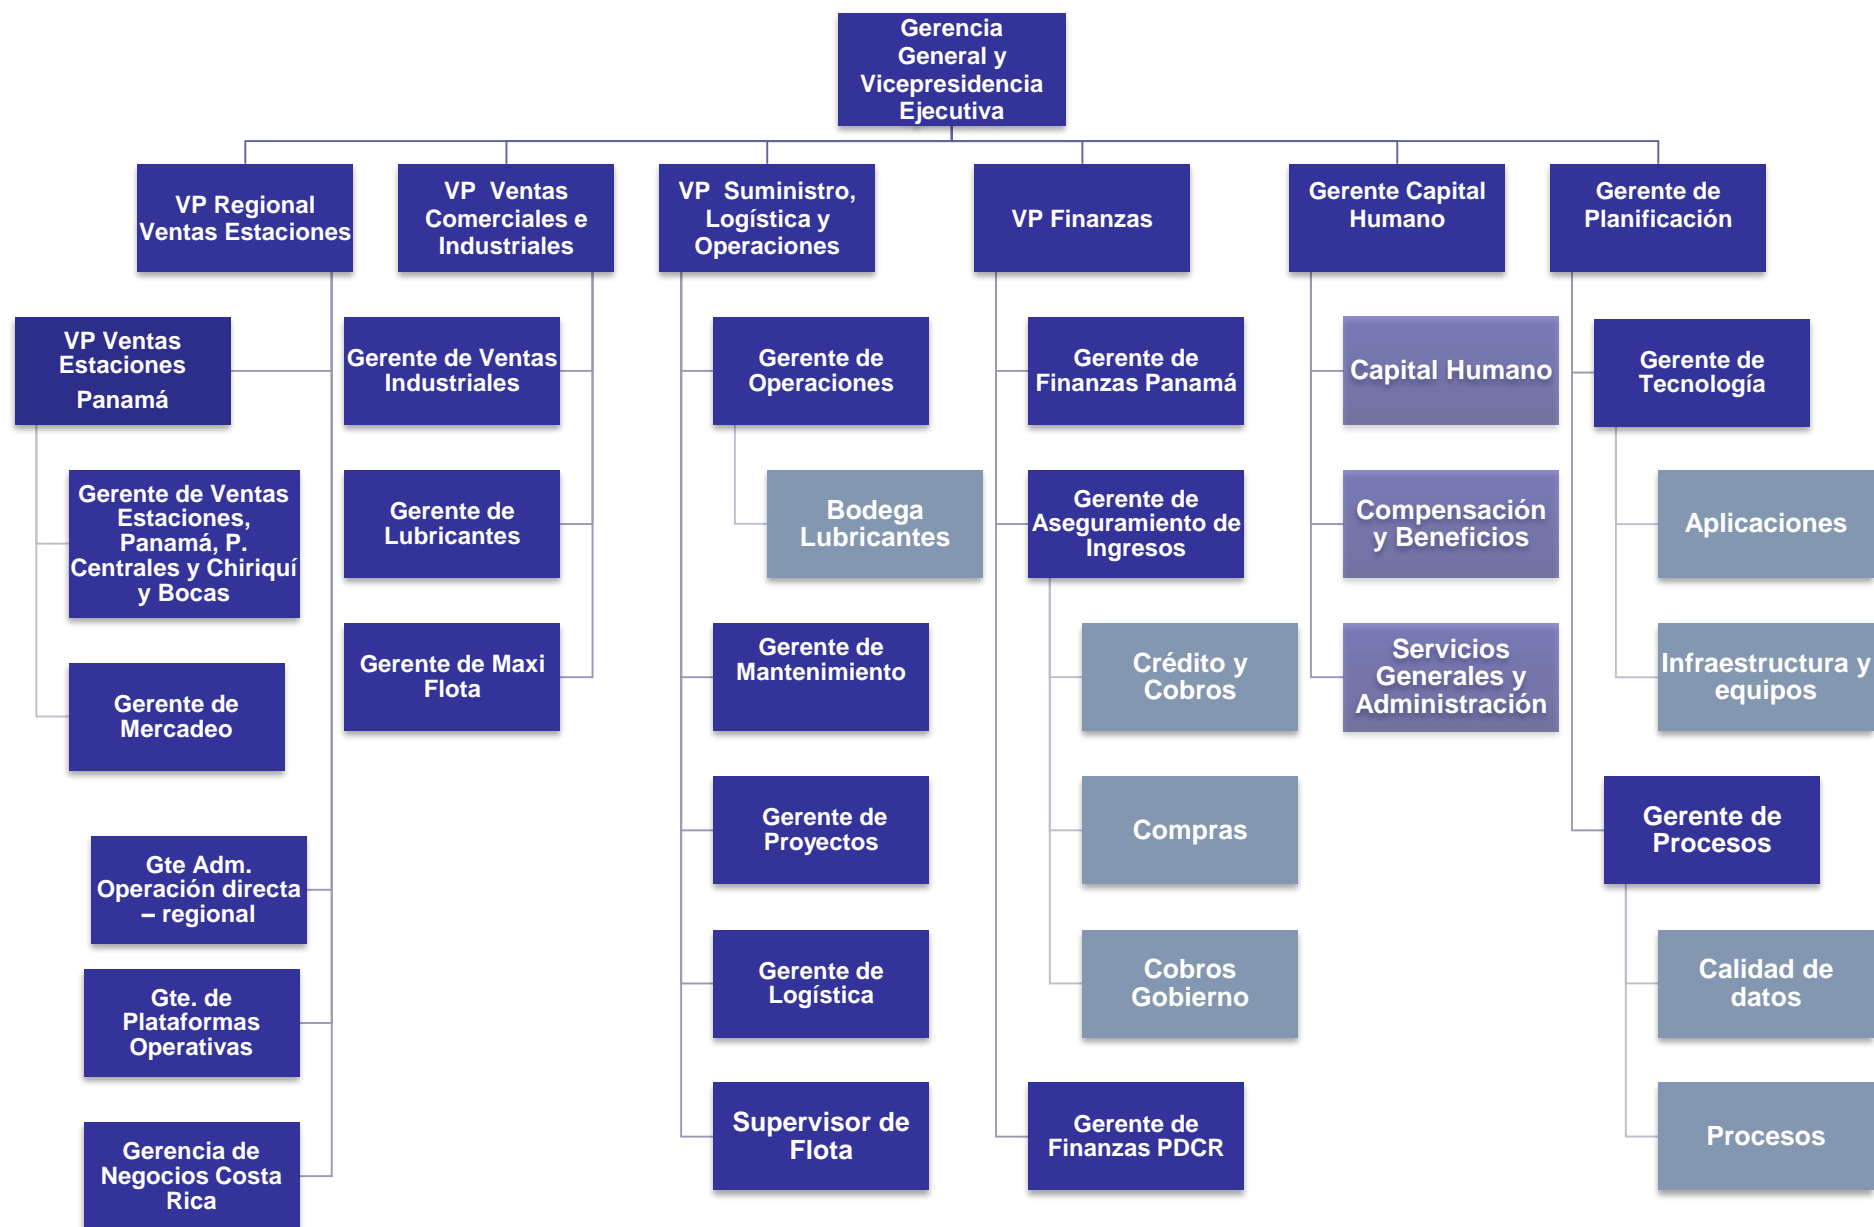 Gerencia
General y
Vicepresidencia
Ejecutiva
VP Regional
Ventas Estaciones
VP Ventas
Comerciales e
Industriales
VP Suministro,
Logística y
Operaciones
VP Finanzas
Gerente Capital
Humano
Gerente de
Planificación
VP Ventas
Estaciones
Panamá
Gerente de Ventas
Estaciones,
Panamá, P.
Centrales y Chiriquí
y Bocas
Gerente de
Mercadeo
Gte Adm.
Operación directa
– regional
Gte. de
Plataformas
Operativas
Gerencia de
Negocios Costa
Rica
Gerente de Ventas
Industriales
Gerente de
Lubricantes
Gerente de Maxi
Flota
Gerente de
Operaciones
Bodega
Lubricantes
Gerente de
Mantenimiento
Gerente de
Proyectos
Gerente de
Logística
Supervisor de
Flota
Gerente de
Finanzas Panamá
Gerente de
Aseguramiento de
Ingresos
Crédito y
Cobros
Compras
Cobros
Gobierno
Gerente de
Finanzas PDCR
Capital Humano
Compensación
y Beneficios
Servicios
Generales y
Administración
Gerente de
Tecnología
Aplicaciones
Infraestructura y
equipos
Gerente de
Procesos
Calidad de
datos
Procesos